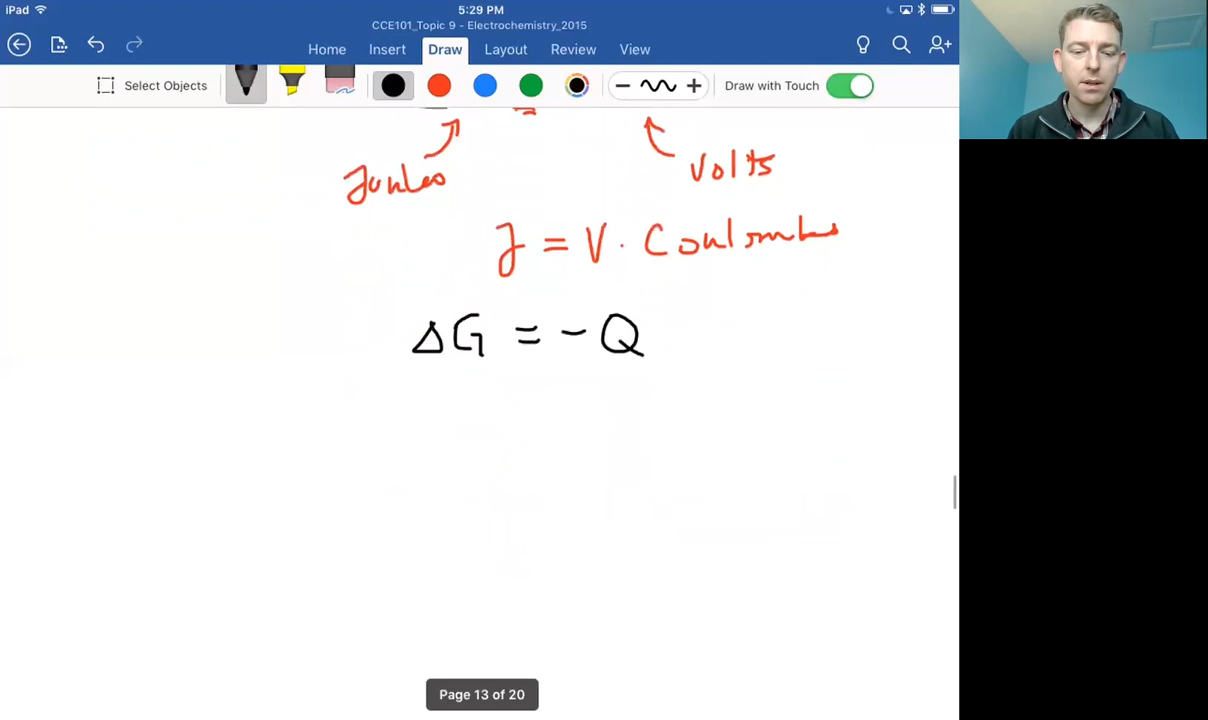 iPad 5:29 PM
CCE101_Topic 9 - Electrochemistry_2015
Home Insert Draw Layout Review View
Select Objects Draw with Touch
Joules Volts
J = V · Coulombs
ΔG = - Q
Page 13 of 20